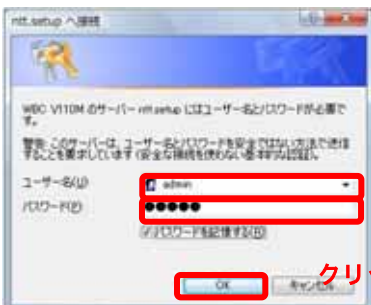 ntt.setup へ接続
WBC V110M のサーバー ntt.setup にはユーザー名とパスワードが必要で
す。
警告: このサーバーは、ユーザー名とパスワードを安全ではない方法で送信
することを要求しています (安全な接続を使わない基本的な認証)。
ユーザー名(U)
admin
パスワード(P)
●●●●●
パスワードを記憶する(R)
OK
キャンセル
クリッ